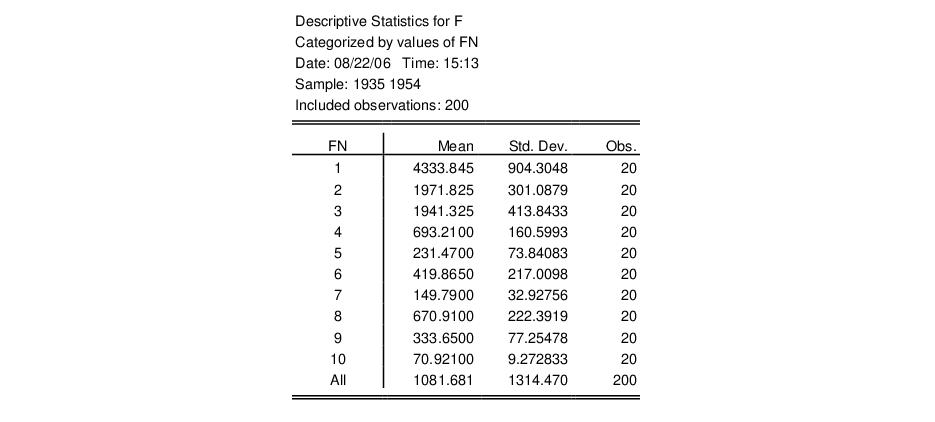 Descriptive Statistics for F
Categorized by values of FN
Date: 08/22/06 Time: 15:13
Sample: 1935 1954
Included observations: 200
FN Mean Std. Dev. Obs.
1 4333.845 904.3048 20
2 1971.825 301.0879 20
3 1941.325 413.8433 20
4 693.2100 160.5993 20
5 231.4700 73.84083 20
6 419.8650 217.0098 20
7 149.7900 32.92756 20
8 670.9100 222.3919 20
9 333.6500 77.25478 20
10 70.92100 9.272833 20
All 1081.681 1314.470 200